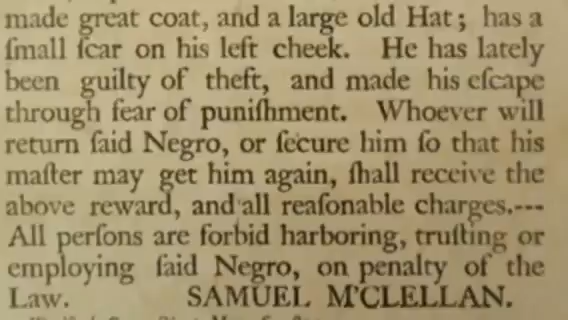 made great coat, and a large old Hat; has a
ſmall ſcar on his left cheek. He has lately
been guilty of theft, and made his eſcape
through fear of puniſhment. Whoever will
return ſaid Negro, or ſecure him ſo that his
maſter may get him again, ſhall receive the
above reward, and all reaſonable charges.---
All perſons are forbid harboring, truſting or
employing ſaid Negro, on penalty of the
Law. SAMUEL M'CLELLAN.